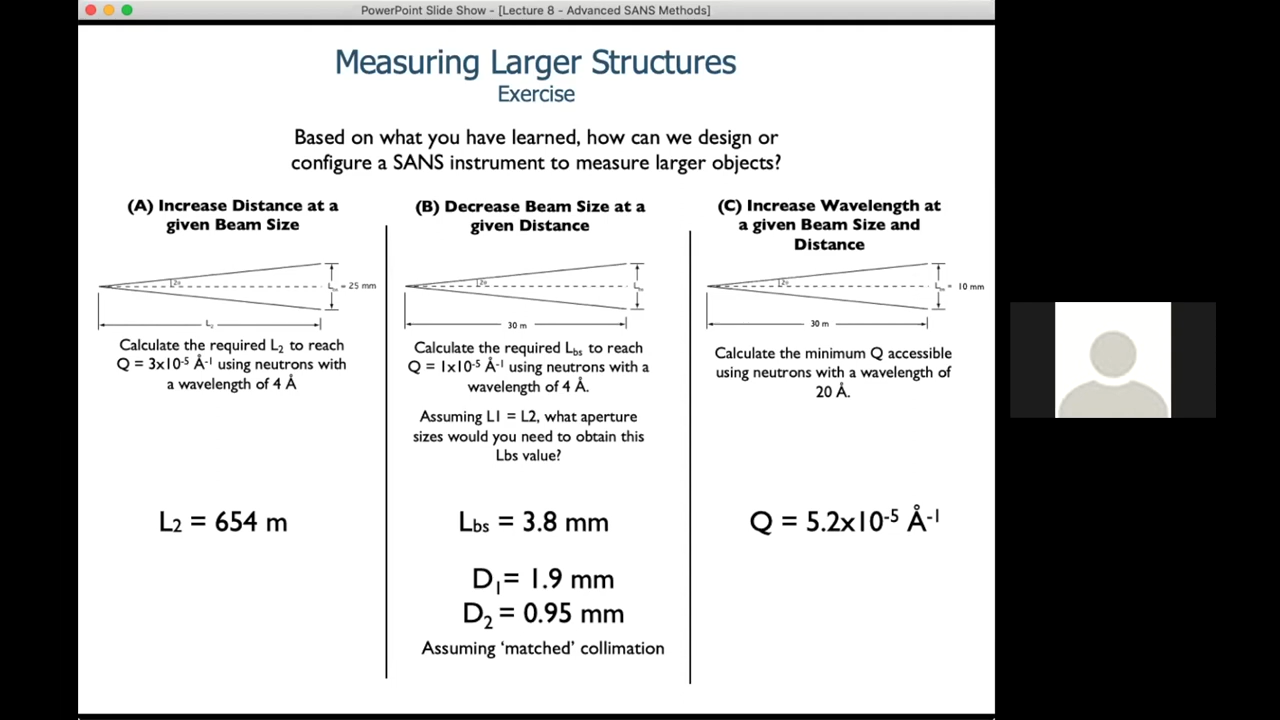 PowerPoint Slide Show - [Lecture 8 - Advanced SANS Methods]
Measuring Larger Structures
Exercise
Based on what you have learned, how can we design or
configure a SANS instrument to measure larger objects?
(A) Increase Distance at a
given Beam Size
2α
Lbs = 25 mm
L2
Calculate the required L2 to reach
Q = 3x10-5 Å-1 using neutrons with
a wavelength of 4 Å
L2 = 654 m
(B) Decrease Beam Size at a
given Distance
2α
Lbs
30 m
Calculate the required Lbs to reach
Q = 1x10-5 Å-1 using neutrons with a
wavelength of 4 Å.
Assuming L1 = L2, what aperture
sizes would you need to obtain this
Lbs value?
Lbs = 3.8 mm
D1= 1.9 mm
D2 = 0.95 mm
Assuming ‘matched’ collimation
(C) Increase Wavelength at
a given Beam Size and
Distance
= 10 mm
30 m
Calculate the minimum Q accessible
using neutrons with a wavelength of
20 Å.
Q = 5.2x10-5 Å-1